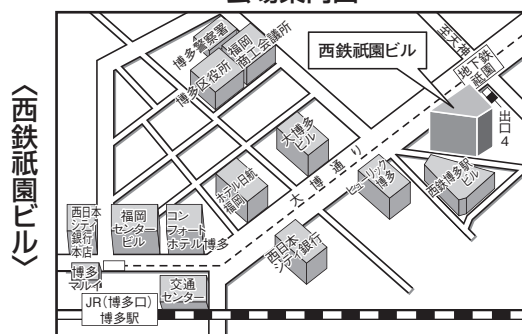 会場案内図
〈西鉄祇園ビル〉
博多警察署
博多区役所
福岡
商工会議所
西鉄祇園ビル
地下鉄
祇園
出口4
大博多
ビル
大博通り
ホテル日航
福岡
ヒューリック
博多
西鉄博多駅前
ビル
西日本
シティ
銀行
本店
福岡
センター
ビル
コン
フォート
ホテル博多
西日本
シティ銀行
博多
マルイ
交通
センター
JR(博多口)
博多駅